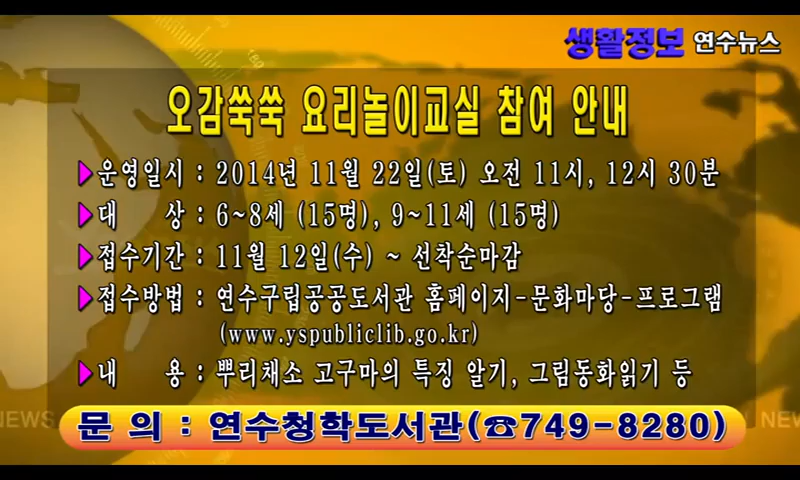 생활정보 연수뉴스
오감쑥쑥 요리놀이교실 참여 안내
▶운영일시 : 2014년 11월 22일(토) 오전 11시, 12시 30분
▶대 상 : 6~8세 (15명), 9~11세 (15명)
▶접수기간 : 11월 12일(수) ~ 선착순마감
▶접수방법 : 연수구립공공도서관 홈페이지-문화마당-프로그램
(www.yspubliclib.go.kr)
▶내 용 : 뿌리채소 고구마의 특징 알기, 그림동화읽기 등
NEWS NEW
문 의 : 연수청학도서관(☎749-8280)